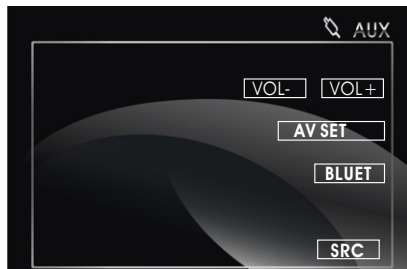 AUX
VOL- VOL+
AV SET
BLUET
SRC